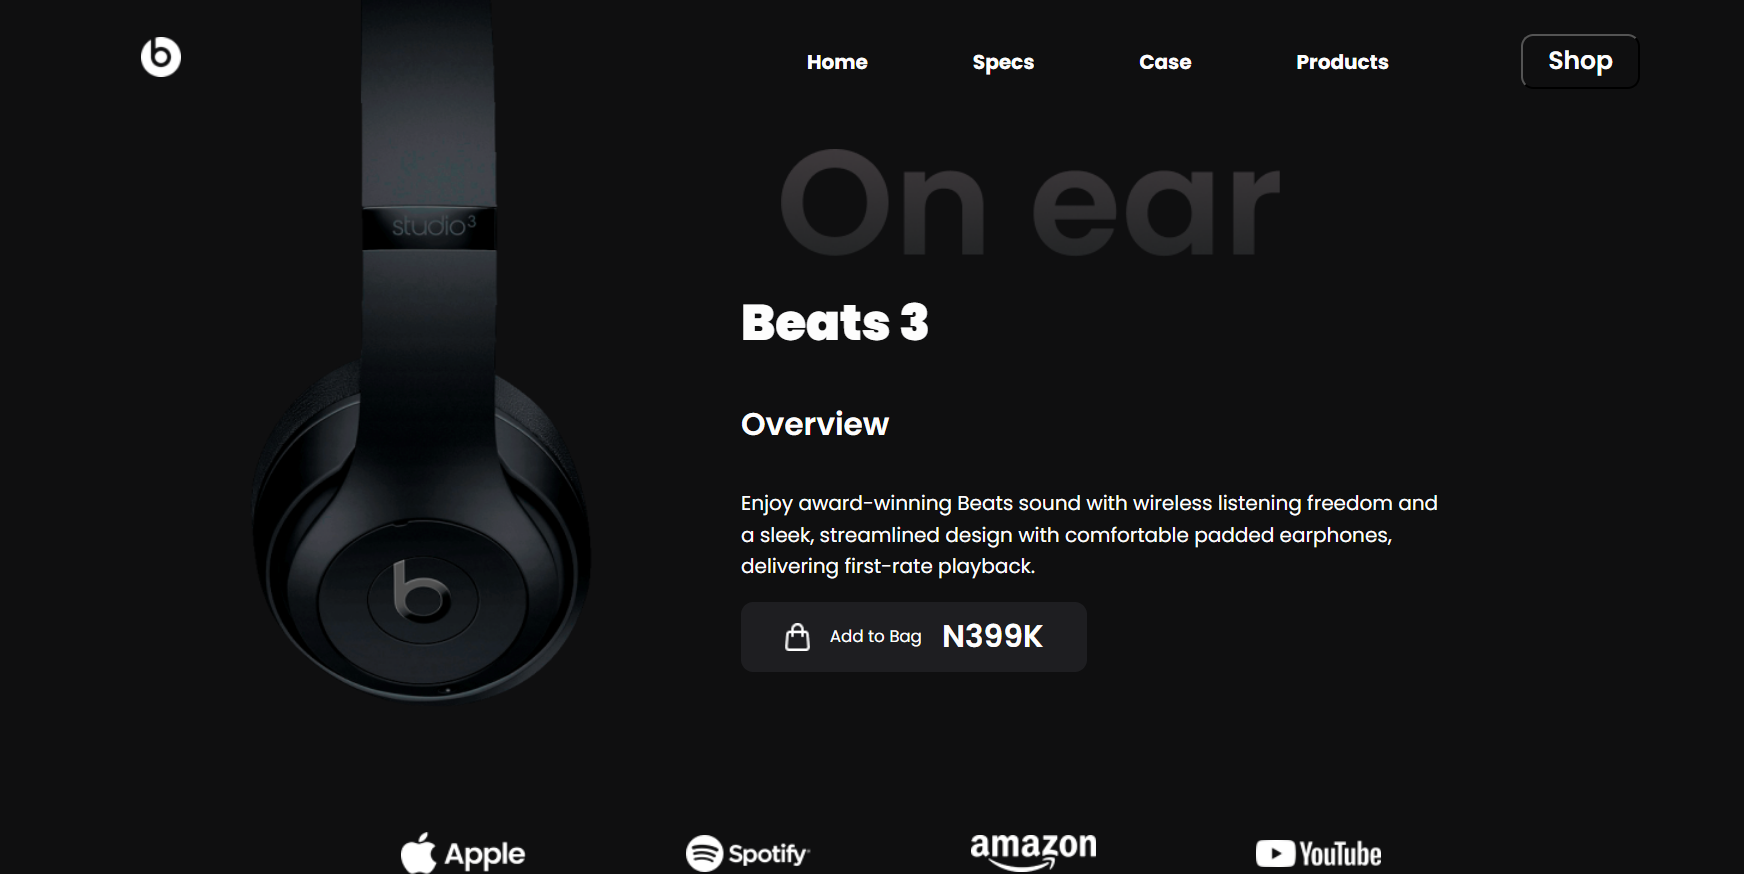 Home Specs Case Products Shop
On ear
studio3
Beats 3
Overview
Enjoy award-winning Beats sound with wireless listening freedom and
a sleek, streamlined design with comfortable padded earphones,
delivering first-rate playback.
Add to Bag N399K
Apple Spotify amazon YouTube